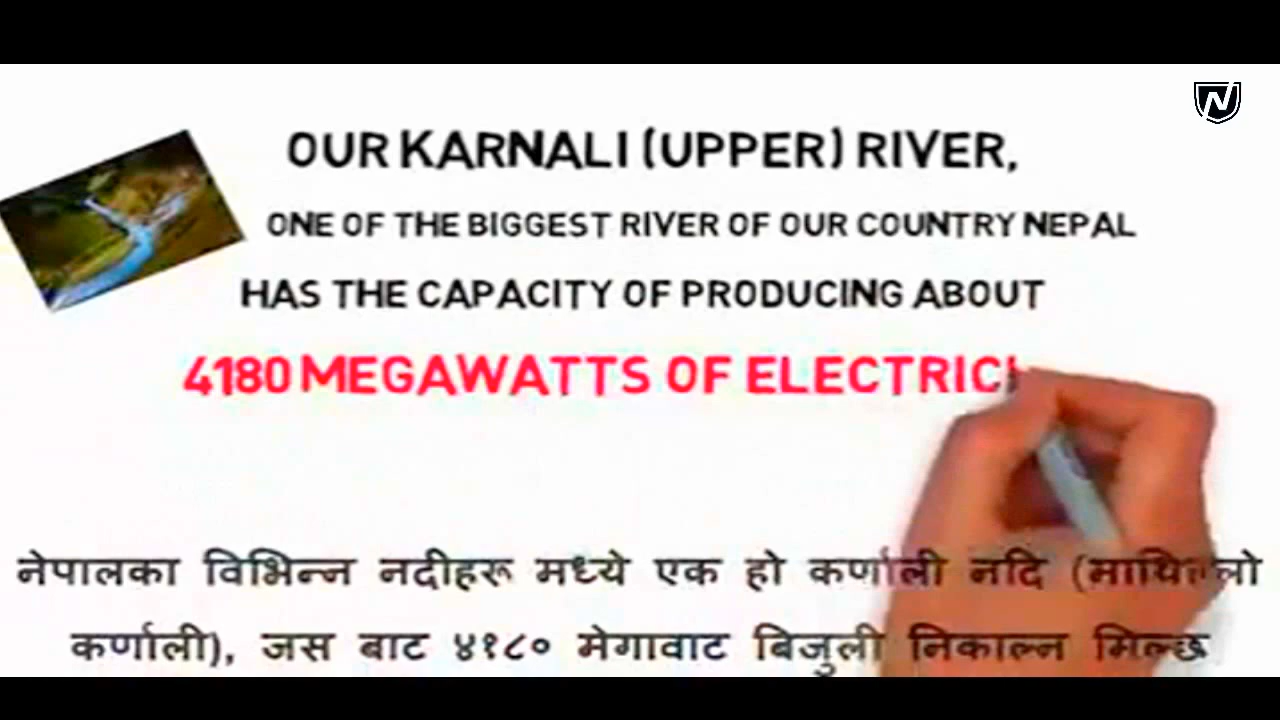 OUR KARNALI (UPPER) RIVER,
ONE OF THE BIGGEST RIVER OF OUR COUNTRY NEPAL
HAS THE CAPACITY OF PRODUCING ABOUT
4180 MEGAWATTS OF ELECTRICI
नेपालका विभिन्न नदीहरू मध्ये एक हो कर्णाली नदि (माथिल्लो
कर्णाली), जस बाट ४१८० मेगावाट बिजुली निकाल्न मिल्छ